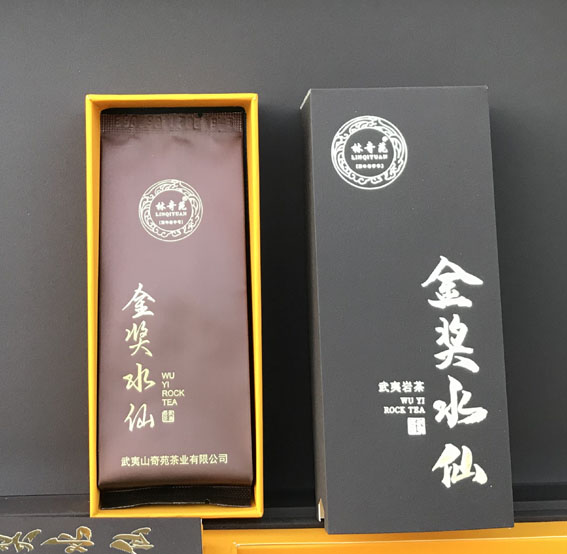 林奇苑
LINQIYUAN
金奖水仙
WU
YI
ROCK
TEA
武夷山奇苑茶业有限公司
林奇苑
LINQIYUAN
金奖水仙
武夷岩茶
WU YI
ROCK TEA